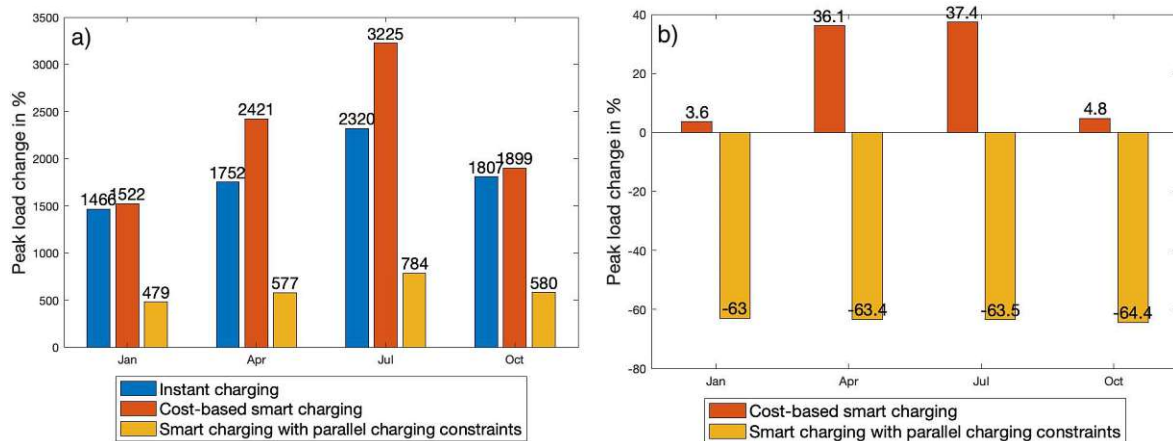 a)
Peak load change in %
3500
3000
2500
2000
1500
1000
500
0
1466
1522
479
1752
2421
577
2320
3225
784
1807
1899
580
Jan
Apr
Jul
Oct
Instant charging
Cost-based smart charging
Smart charging with parallel charging constraints
b)
Peak load change in %
40
20
0
-20
-40
-60
-80
3.6
-63
36.1
-63.4
37.4
-63.5
4.8
-64.4
Jan
Apr
Jul
Oct
Cost-based smart charging
Smart charging with parallel charging constraints